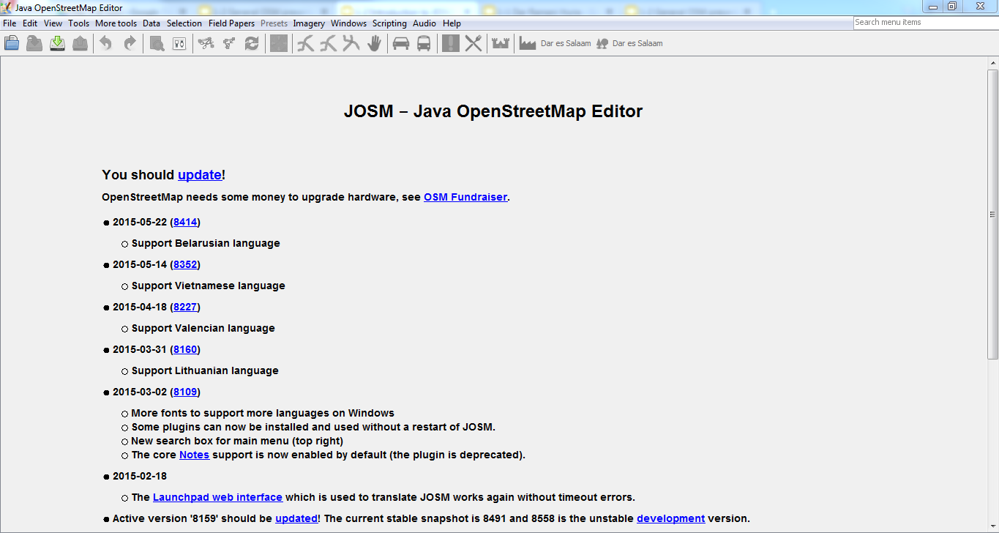 Java OpenStreetMap Editor
File Edit View Tools More tools Data Selection Field Papers Presets Imagery Windows Scripting Audio Help
Search menu items
Dar es Salaam Dar es Salaam
JOSM – Java OpenStreetMap Editor
You should update!
OpenStreetMap needs some money to upgrade hardware, see OSM Fundraiser.
2015-05-22 (8414)
Support Belarusian language
2015-05-14 (8352)
Support Vietnamese language
2015-04-18 (8227)
Support Valencian language
2015-03-31 (8160)
Support Lithuanian language
2015-03-02 (8109)
More fonts to support more languages on Windows
Some plugins can now be installed and used without a restart of JOSM.
New search box for main menu (top right)
The core Notes support is now enabled by default (the plugin is deprecated).
2015-02-18
The Launchpad web interface which is used to translate JOSM works again without timeout errors.
Active version '8159' should be updated! The current stable snapshot is 8491 and 8558 is the unstable development version.